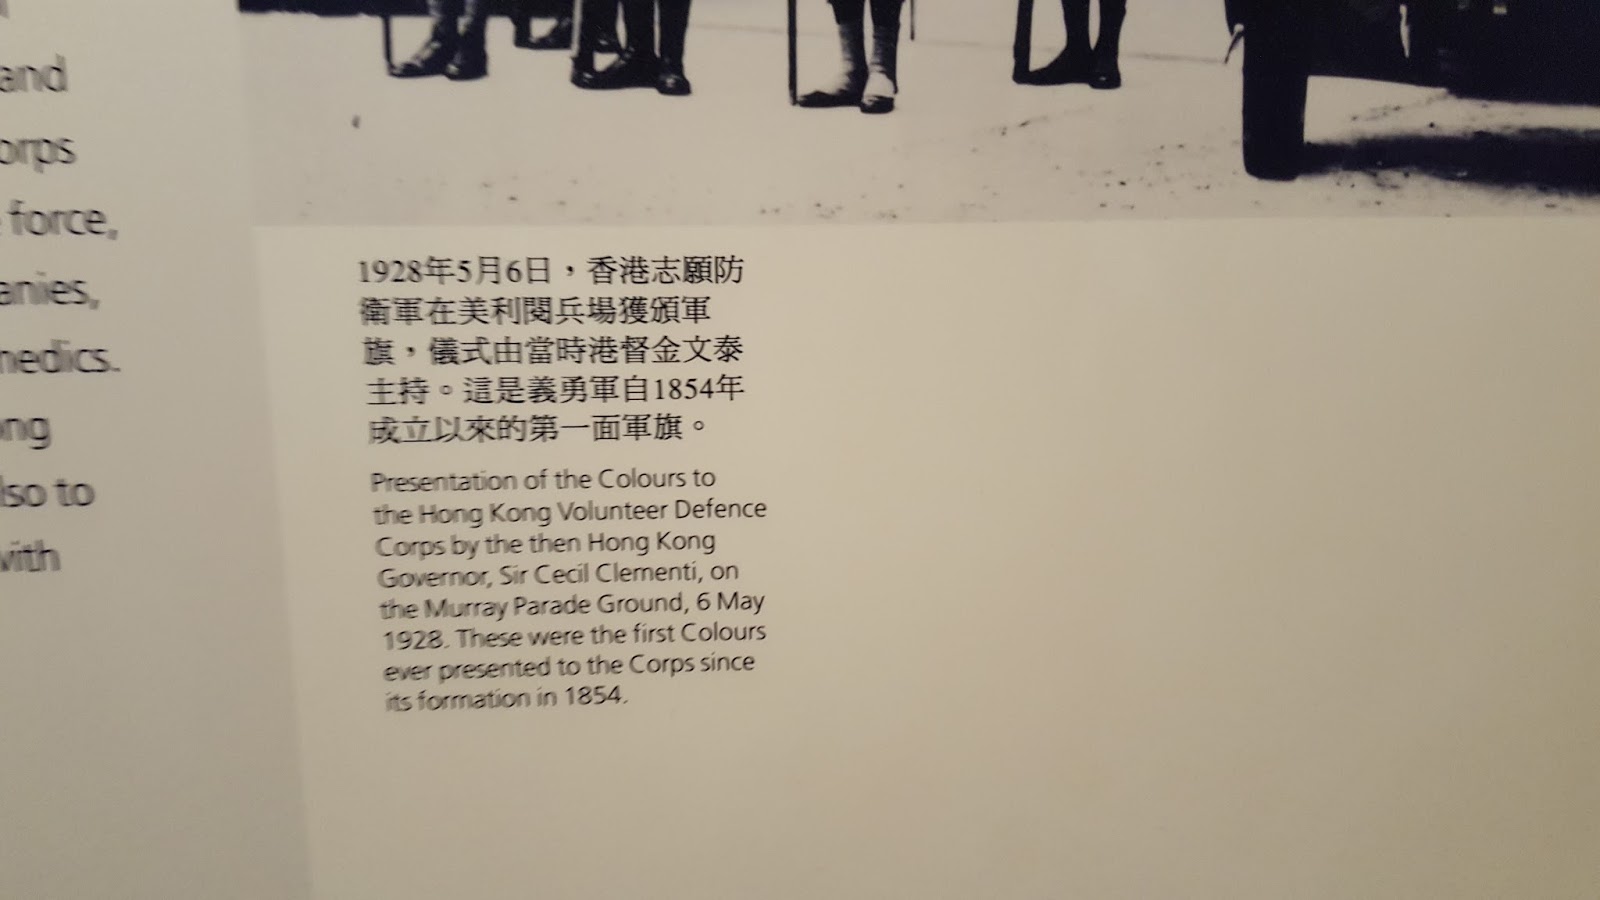 and
force,
1928年5月6日，香港志願防
衛軍在美利閱兵場獲頒軍
旗，儀式由當時港督金文泰
主持。這是義勇軍自1854年
成立以來的第一面軍旗。
Presentation of the Colours to
the Hong Kong Volunteer Defence
Corps by the then Hong Kong
Governor, Sir Cecil Clementi, on
the Murray Parade Ground, 6 May
1928. These were the first Colours
ever presented to the Corps since
its formation in 1854.